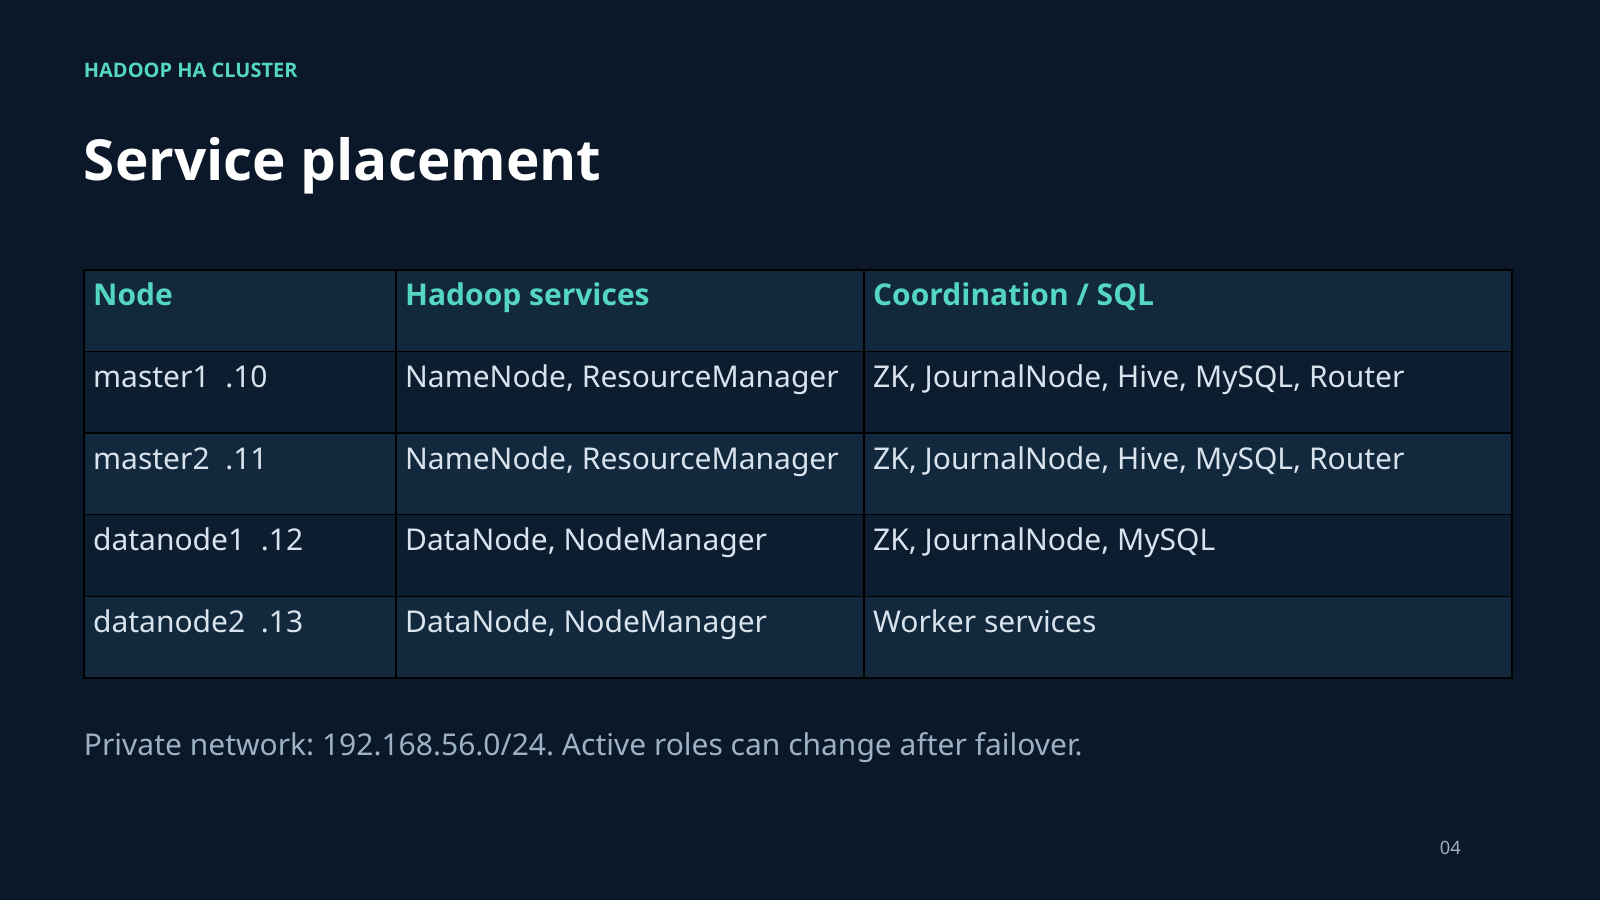 HADOOP HA CLUSTER
Service placement
Node Hadoop services Coordination / SQL
master1 .10 NameNode, ResourceManager ZK, JournalNode, Hive, MySQL, Router
master2 .11 NameNode, ResourceManager ZK, JournalNode, Hive, MySQL, Router
datanode1 .12 DataNode, NodeManager ZK, JournalNode, MySQL
datanode2 .13 DataNode, NodeManager Worker services
Private network: 192.168.56.0/24. Active roles can change after failover.
04